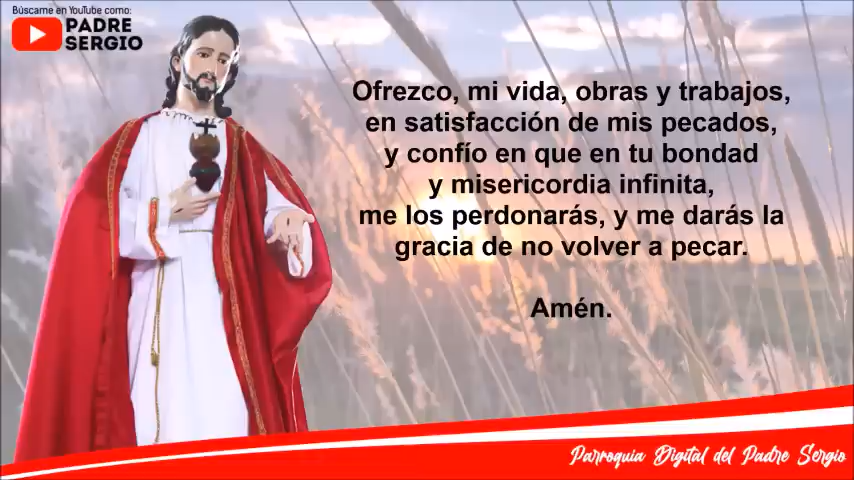 Búscame en YouTube como:
PADRE
SERGIO
Ofrezco, mi vida, obras y trabajos,
en satisfacción de mis pecados,
y confío en que en tu bondad
y misericordia infinita,
me los perdonarás, y me darás la
gracia de no volver a pecar.
Amén.
Parroquia Digital del Padre Sergio